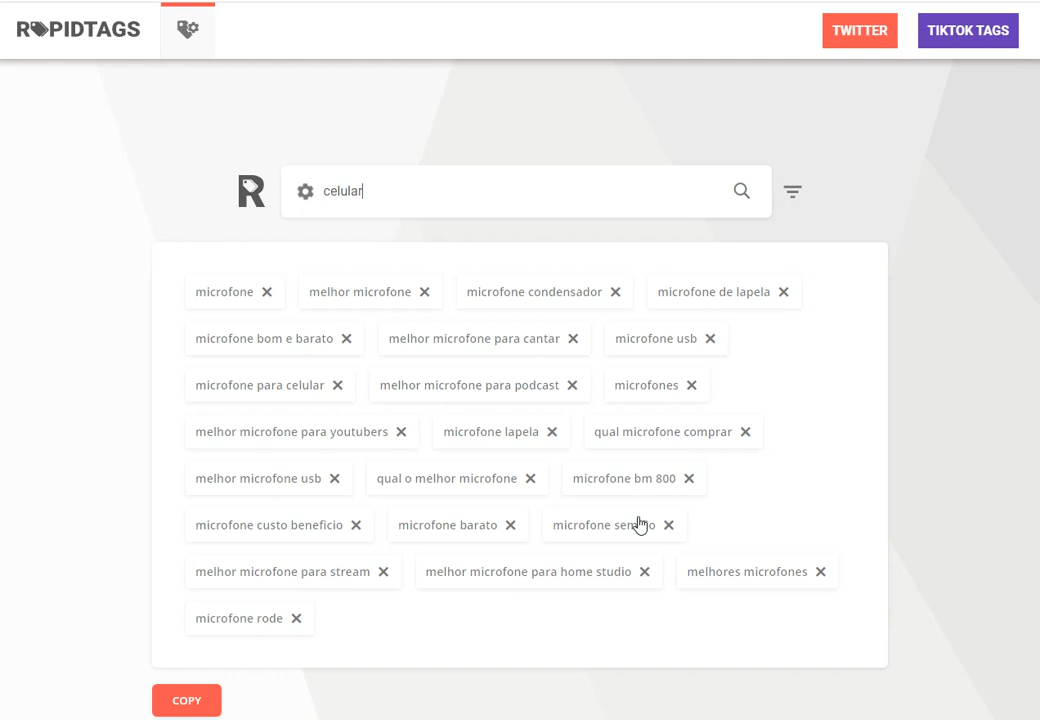 RAPIDTAGS TWITTER TIKTOK TAGS
R celular
microfone melhor microfone microfone condensador microfone de lapela
microfone bom e barato melhor microfone para cantar microfone usb
microfone para celular melhor microfone para podcast microfones
melhor microfone para youtubers microfone lapela qual microfone comprar
melhor microfone usb qual o melhor microfone microfone bm 800
microfone custo beneficio microfone barato microfone
melhor microfone para stream melhor microfone para home studio melhores microfones
microfone rode
COPY